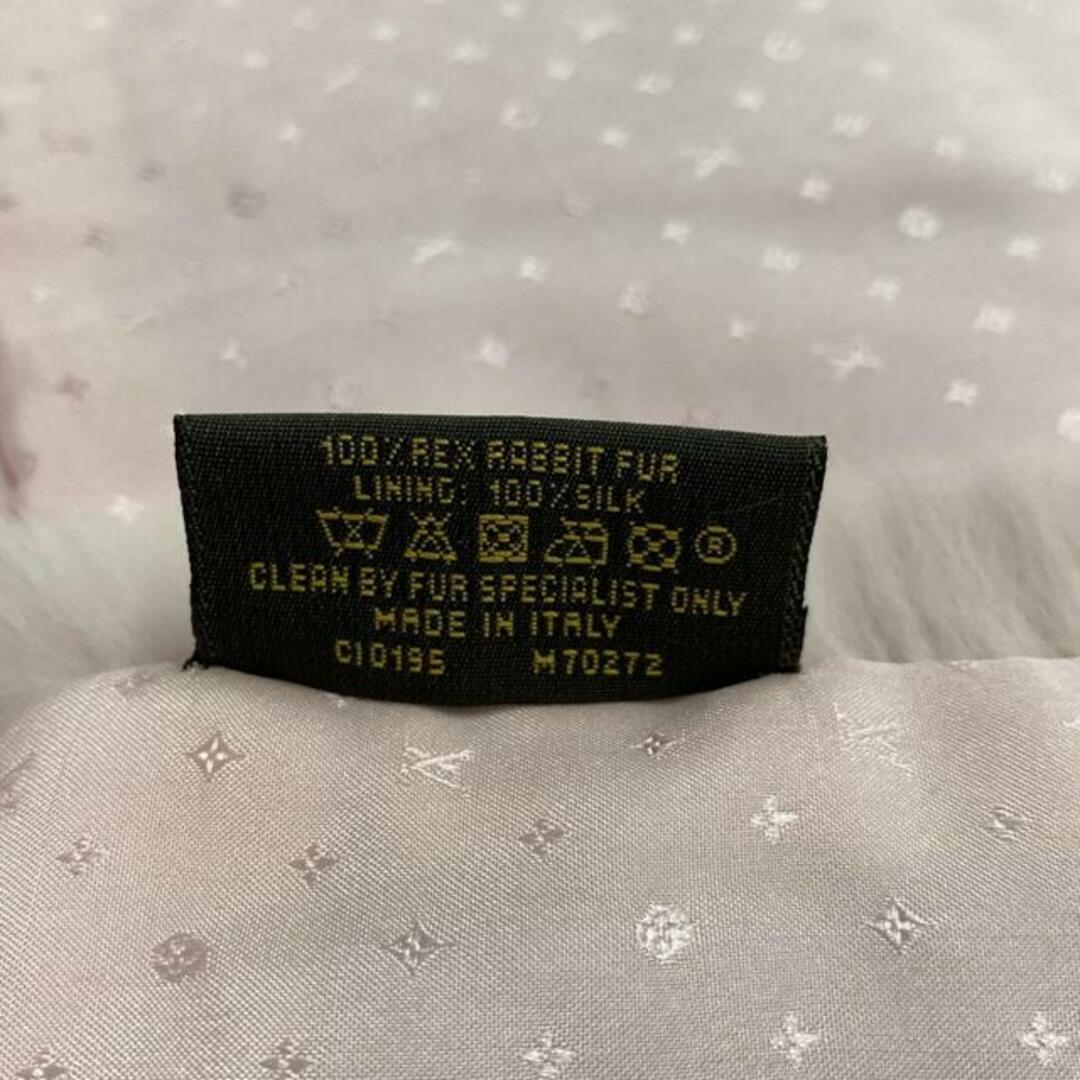 100% REX RABBIT FUR
LINING: 100% SILK
®
CLEAN BY FUR SPECIALIST ONLY
MADE IN ITALY
CI0195 M70272